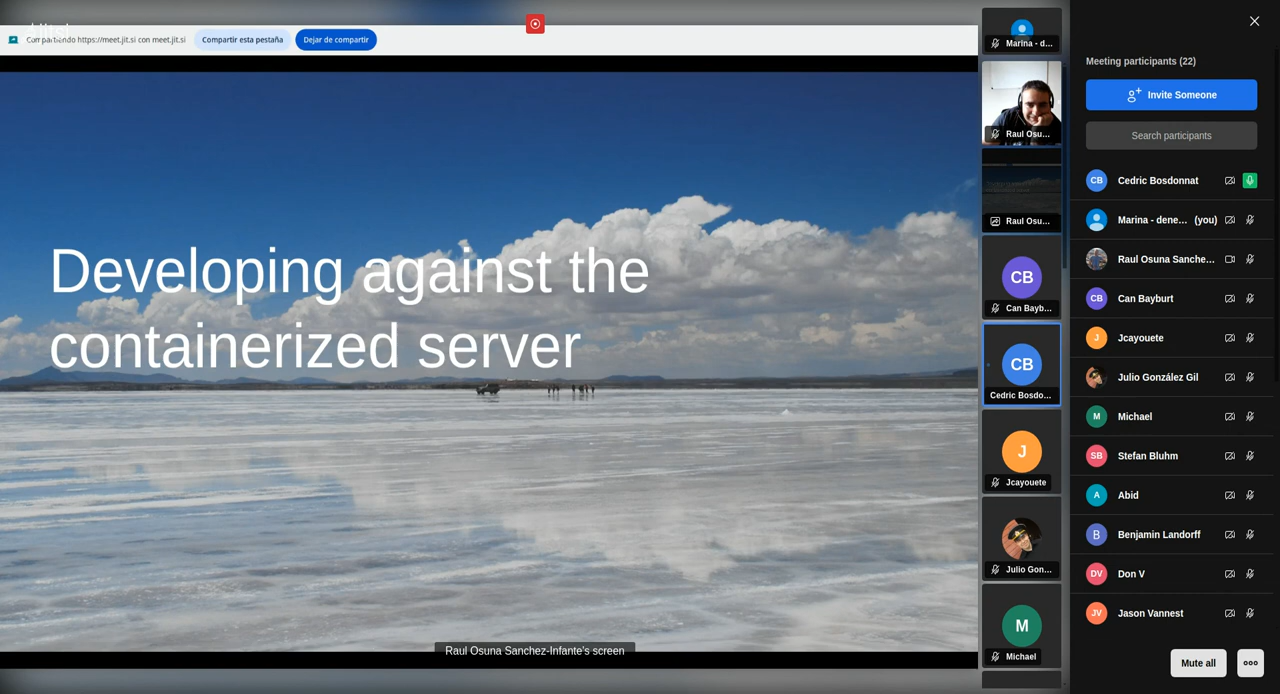 Compartiendo https://meet.jit.si con meet.jit.si
Compartir esta pestaña
Dejar de compartir
Developing against the
containerized server
Raul Osuna Sanchez-Infante's screen
Marina - d...
Raul Osu...
Raul Osu...
CB
Can Bayb...
CB
Cedric Bosdo...
J
Jcayouete
Julio Gon...
M
Michael
Meeting participants (22)
Invite Someone
Search participants
CB Cedric Bosdonnat
Marina - dene... (you)
Raul Osuna Sanche...
CB Can Bayburt
J Jcayouete
Julio González Gil
M Michael
SB Stefan Bluhm
A Abid
B Benjamin Landorff
DV Don V
JV Jason Vannest
Mute all